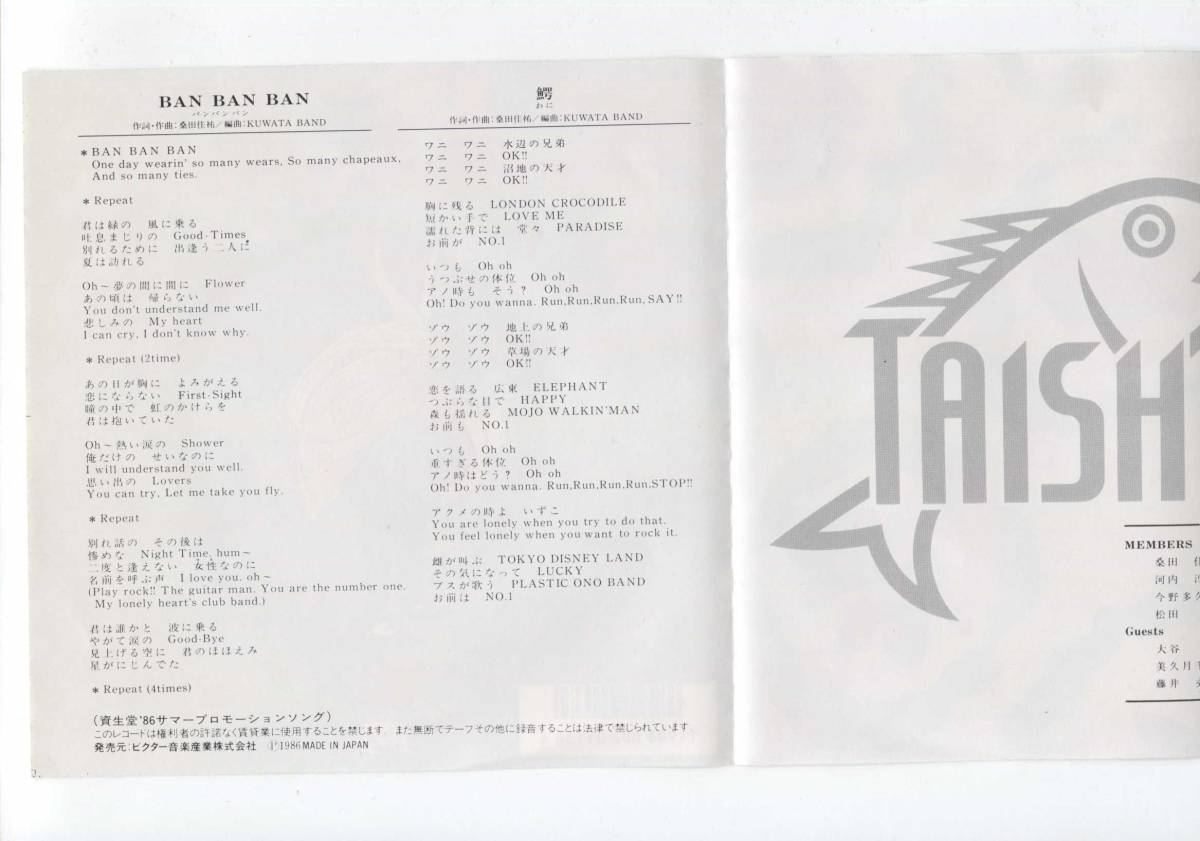 BAN BAN BAN
バンバンバン
作詞・作曲:桑田佳祐/編曲:KUWATA BAND
*BAN BAN BAN
One day wearin' so many wears, So many chapeaux,
And so many ties.
* Repeat
君は緑の 風に乗る
吐息まじりの Good-Times
別れるために 出逢う二人に
夏は訪れる
Oh~夢の間に間に Flower
あの頃は 帰らない
You don't understand me well.
悲しみの My heart
I can cry, I don't know why.
* Repeat (2time)
あの日が胸に よみがえる
恋にならない First-Sight
瞳の中で 虹のかけらを
君は抱いていた
Oh~熱い涙の Shower
俺だけの せいなのに
I will understand you well.
思い出の Lovers
You can try, Let me take you fly.
* Repeat
別れ話の その後は
惨めな Night Time, hum~
二度と逢えない 女性なのに
名前を呼ぶ声 I love you. oh~
(Play rock!! The guitar man. You are the number one.
My lonely heart's club band.)
君は誰かと 波に乗る
やがて涙の Good-Bye
見上げる空に 君のほほえみ
星がにじんでた
* Repeat (4times)
(資生堂'86サマープロモーションソング)
このレコードは権利者の許諾なく賃貸業に使用することを禁じます。また無断でテープその他に録音することは法律で禁じられています。
発売元:ビクター音楽産業株式会社 Ⓟ1986 MADE IN JAPAN
鰐
わに
作詞・作曲:桑田佳祐/編曲:KUWATA BAND
ワニ ワニ 水辺の兄弟
ワニ ワニ OK!!
ワニ ワニ 沼地の天才
ワニ ワニ OK!!
胸に残る LONDON CROCODILE
短かい手で LOVE ME
濡れた背には 堂々 PARADISE
お前が NO.1
いつも Oh oh
うつぶせの体位 Oh oh
アノ時も そう? Oh oh
Oh! Do you wanna. Run,Run,Run,Run,SAY!!
ゾウ ゾウ 地上の兄弟
ゾウ ゾウ OK!!
ゾウ ゾウ 草場の天才
ゾウ ゾウ OK!!
恋を語る 広東 ELEPHANT
つぶらな目で HAPPY
森も揺れる MOJO WALKIN'MAN
お前も NO.1
いつも Oh oh
重すぎる体位 Oh oh
アノ時はどう? Oh oh
Oh! Do you wanna. Run,Run,Run,Run,STOP!!
アクメの時よ いずこ
You are lonely when you try to do that.
You feel lonely when you want to rock it.
雌が叫ぶ TOKYO DISNEY LAND
その気になって LUCKY
ブスが歌う PLASTIC ONO BAND
お前は NO.1
TAISH
MEMBERS
桑田
河内
今野多
松田
Guests
大谷
美久月
藤井